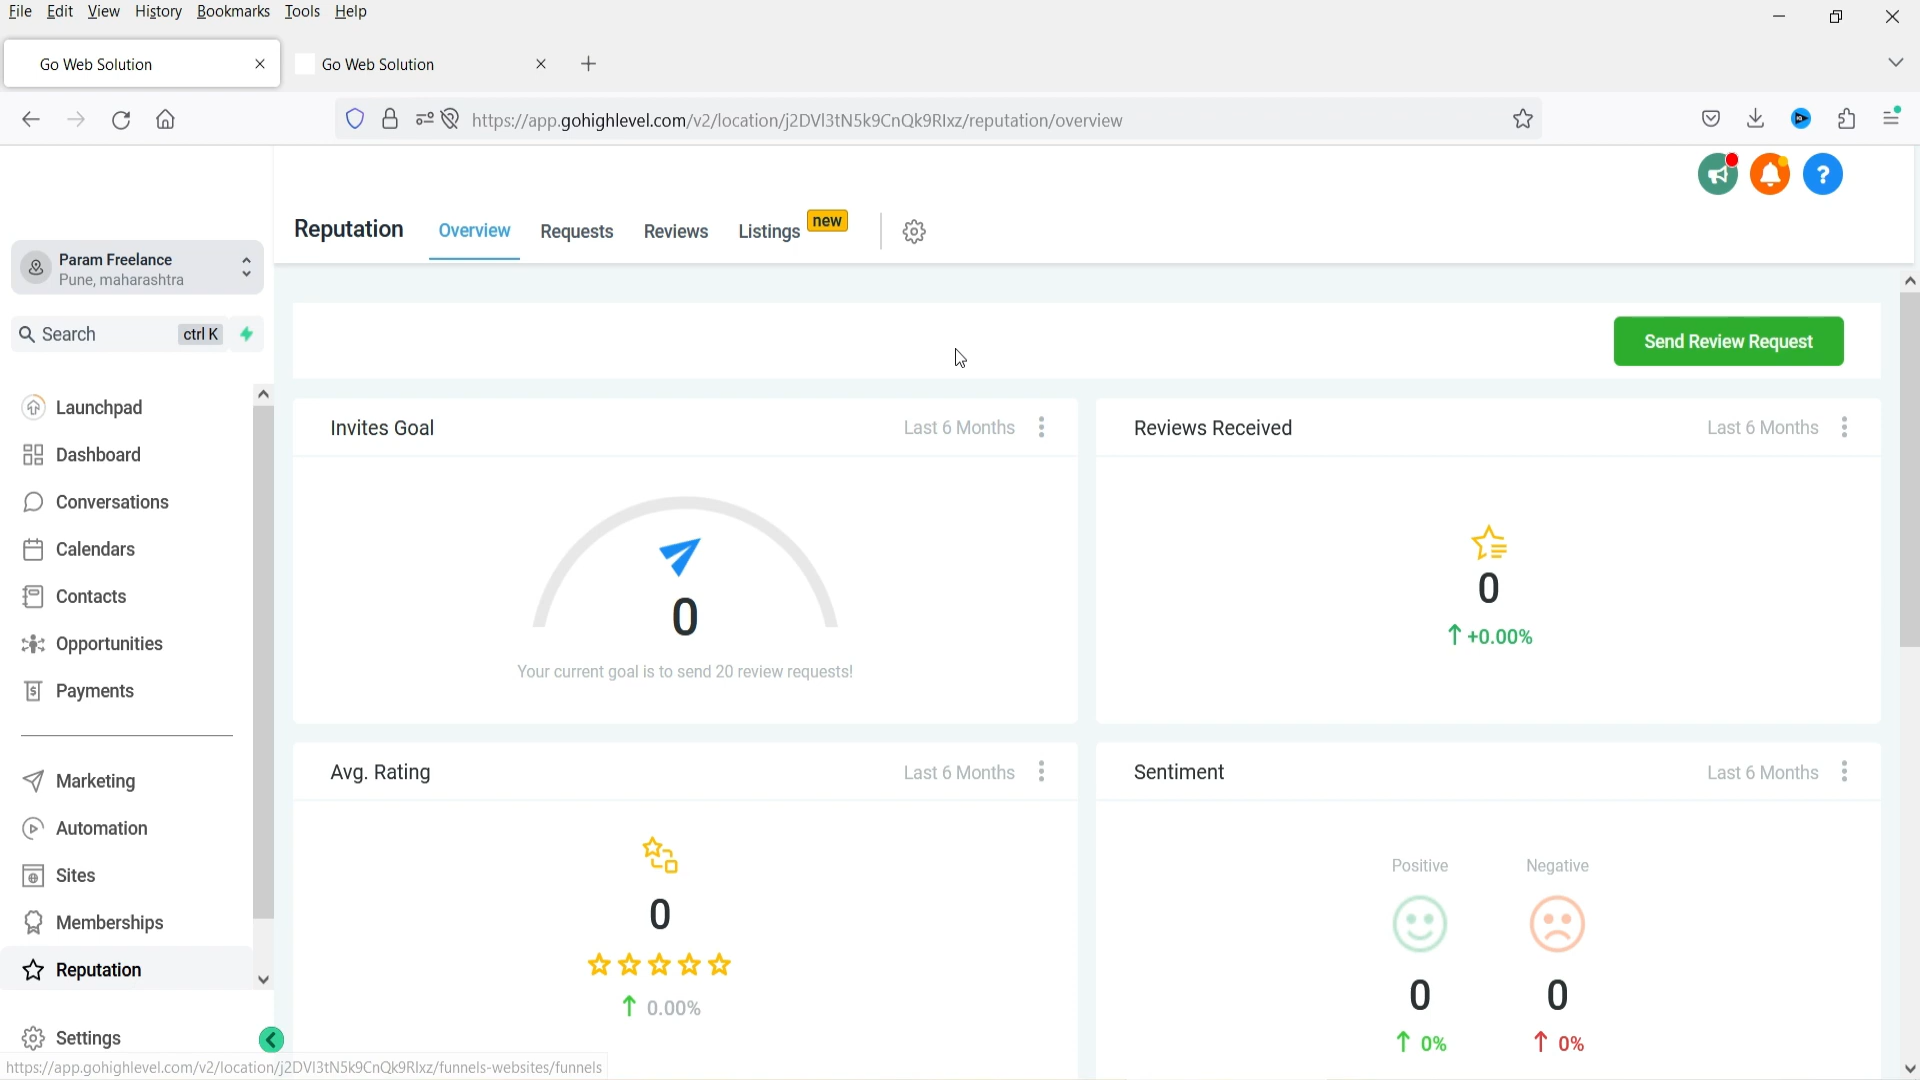 File Edit View History Bookmarks Tools Help
Go Web Solution
Go Web Solution
https://app.gohighlevel.com/v2/location/j2DVl3tN5k9CnQk9Rlxz/reputation/overview
Reputation Overview Requests Reviews Listings new
Param Freelance
Pune, maharashtra
Search ctrl K
Send Review Request
Launchpad
Dashboard
Conversations
Calendars
Contacts
Opportunities
Payments
Marketing
Automation
Sites
Memberships
Reputation
Settings
Invites Goal Last 6 Months
0
Your current goal is to send 20 review requests!
Reviews Received Last 6 Months
0
+0.00%
Avg. Rating Last 6 Months
0
0.00%
Sentiment Last 6 Months
Positive Negative
0 0
0% 0%
https://app.gohighlevel.com/v2/location/j2DVl3tN5k9CnQk9Rlxz/funnels-websites/funnels